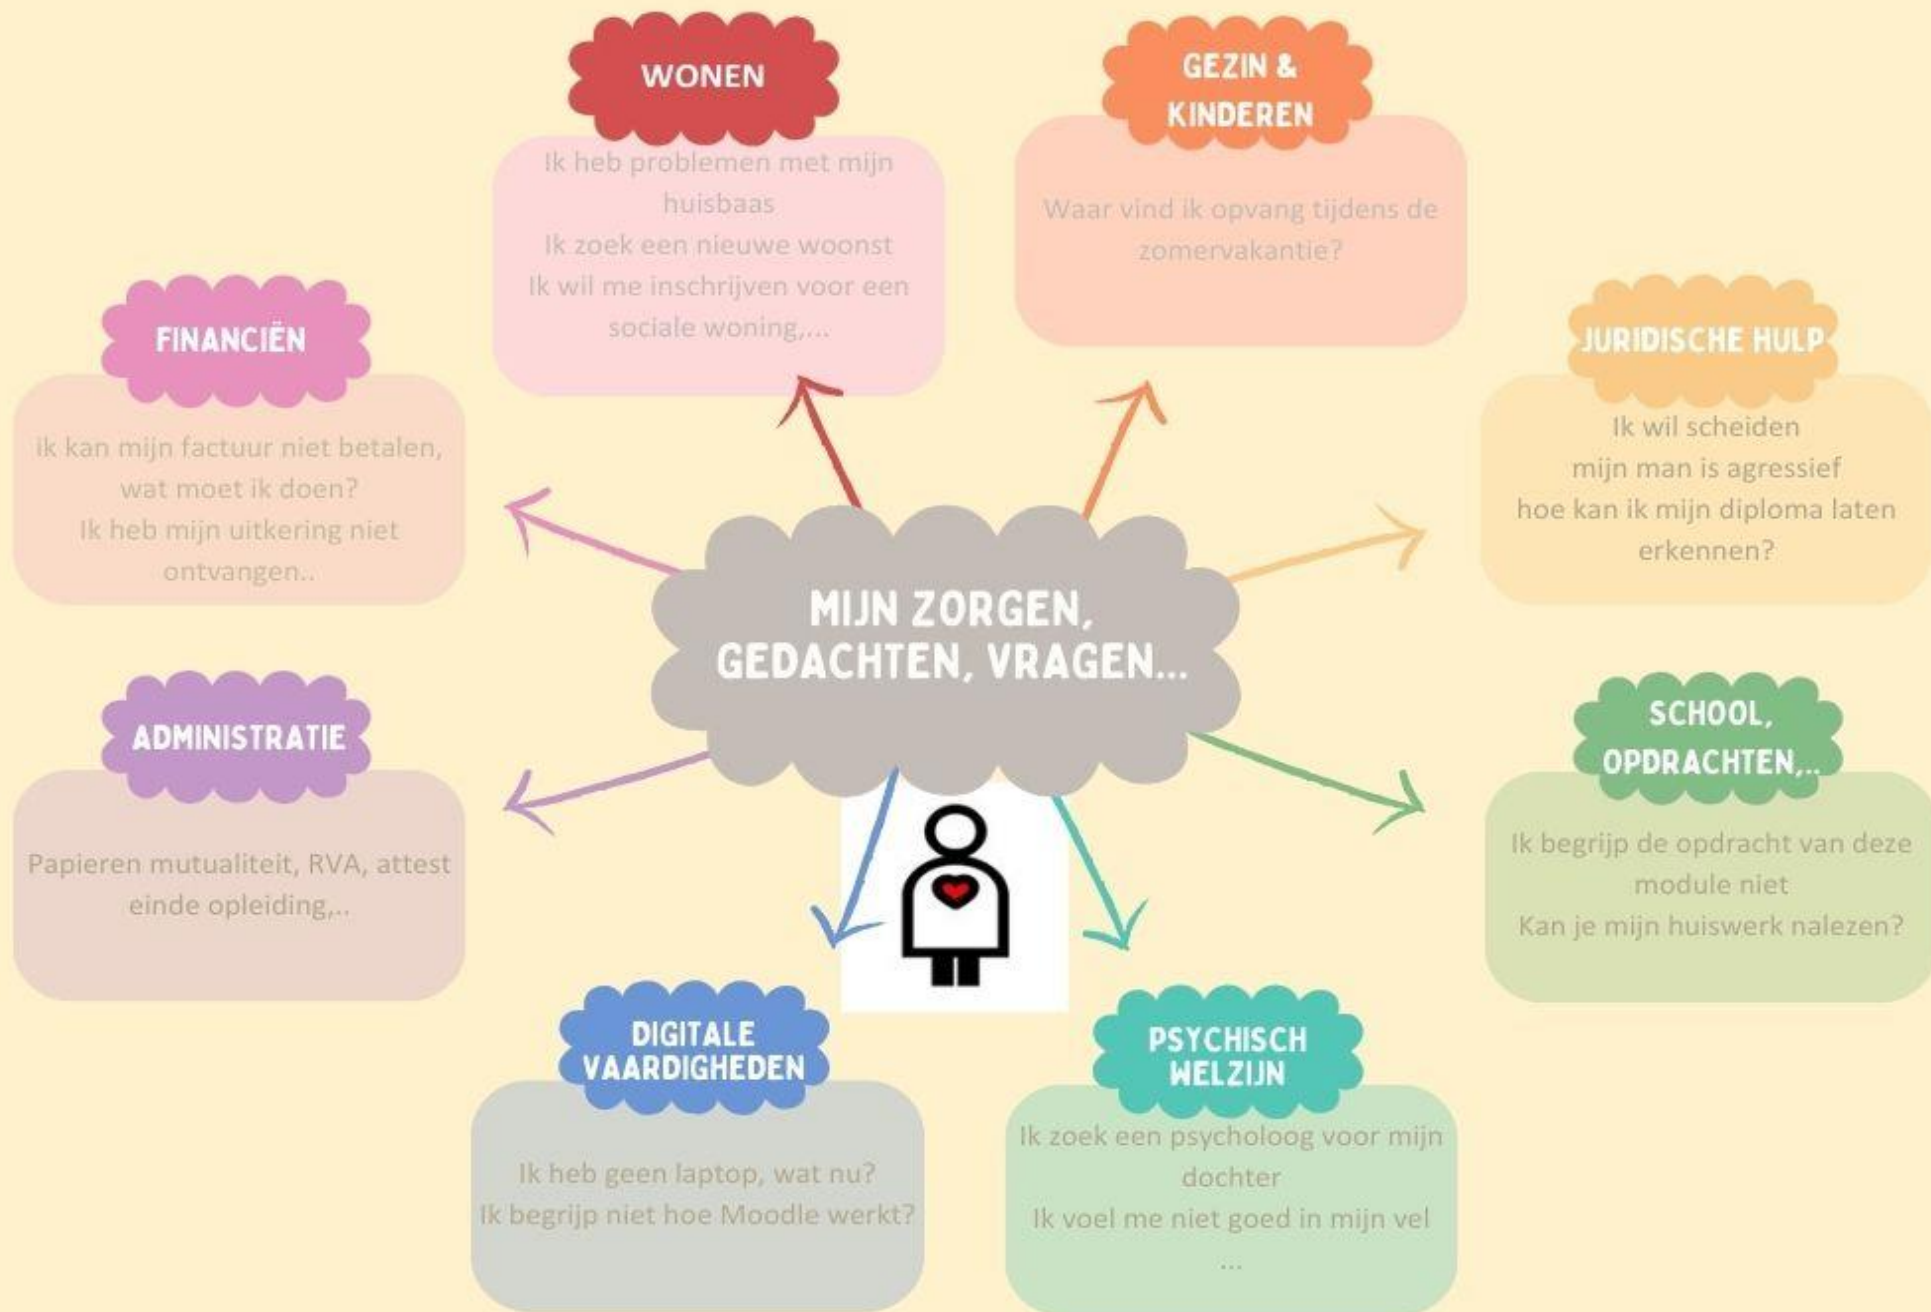 WONEN
Ik heb problemen met mijn
huisbaas
Ik zoek een nieuwe woonst
Ik wil me inschrijven voor een
sociale woning,...
GEZIN &
KINDEREN
Waar vind ik opvang tijdens de
zomervakantie?
FINANCIËN
ik kan mijn factuur niet betalen,
wat moet ik doen?
Ik heb mijn uitkering niet
ontvangen..
JURIDISCHE HULP
Ik wil scheiden
mijn man is agressief
hoe kan ik mijn diploma laten
erkennen?
MIJN ZORGEN,
GEDACHTEN, VRAGEN...
ADMINISTRATIE
Papieren mutualiteit, RVA, attest
einde opleiding,..
SCHOOL,
OPDRACHTEN,..
Ik begrijp de opdracht van deze
module niet
Kan je mijn huiswerk nalezen?
DIGITALE
VAARDIGHEDEN
Ik heb geen laptop, wat nu?
Ik begrijp niet hoe Moodle werkt?
PSYCHISCH
WELZIJN
Ik zoek een psycholoog voor mijn
dochter
Ik voel me niet goed in mijn vel
...